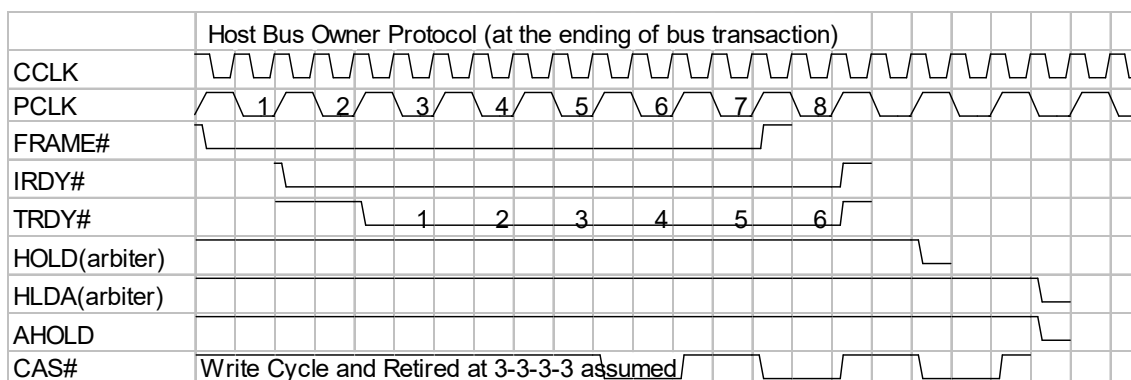 Host Bus Owner Protocol (at the ending of bus transaction)
CCLK
PCLK 1 2 3 4 5 6 7 8
FRAME#
IRDY#
TRDY# 1 2 3 4 5 6
HOLD(arbiter)
HLDA(arbiter)
AHOLD
CAS# Write Cycle and Retired at 3-3-3-3 assumed